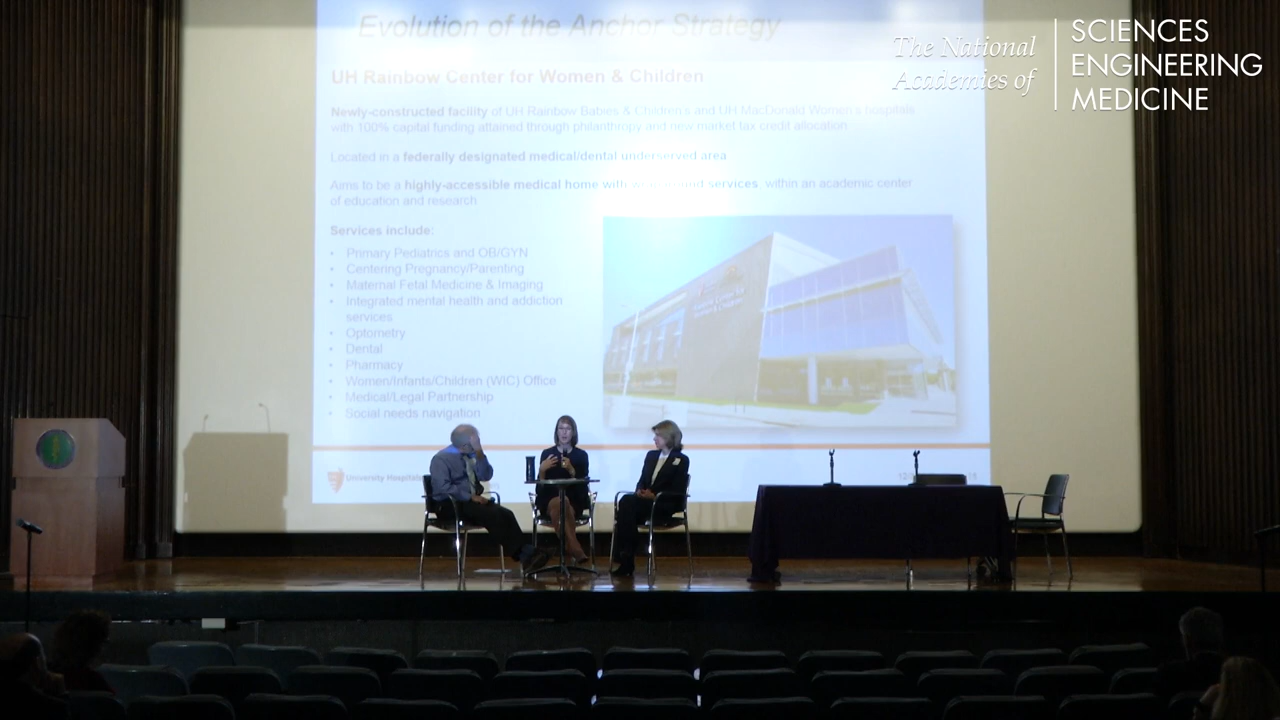 Evolution of the Anchor Strategy
The National
Academies of
SCIENCES
ENGINEERING
MEDICINE
UH Rainbow Center for Women & Children
Newly-constructed facility of UH Rainbow Babies & Children's and UH MacDonald Women's hospitals
with 100% capital funding attained through philanthropy and new market tax credit allocation
Located in a federally designated medical/dental underserved area
Aims to be a highly-accessible medical home with services within an academic center
of education and research
Services include:
• Primary Pediatrics and OB/GYN
• Centering Pregnancy/Parenting
• Maternal Fetal Medicine & Imaging
• Integrated mental health and addiction
services
• Optometry
• Dental
• Pharmacy
• Women/Infants/Children (WIC) Office
• Medical/Legal Partnership
• Social needs navigation
University Hospitals